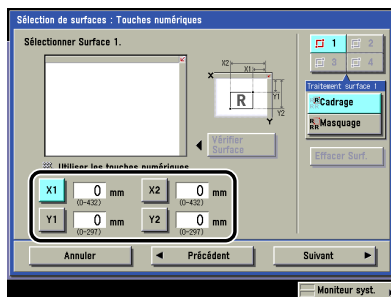 Sélection de surfaces : Touches numériques
Sélectionner Surface 1.
X2
X1
X
R
Y1
Y2
Y
Vérifier
Surface
Utiliser les touches numériques
X1 0 mm X2 0 mm
(0-432) (0-432)
Y1 0 mm Y2 0 mm
(0-297) (0-297)
1 2
3 4
Traitement surface 1
Cadrage
Masquage
Effacer Surf.
Annuler ◄ Précédent Suivant ►
Moniteur syst.